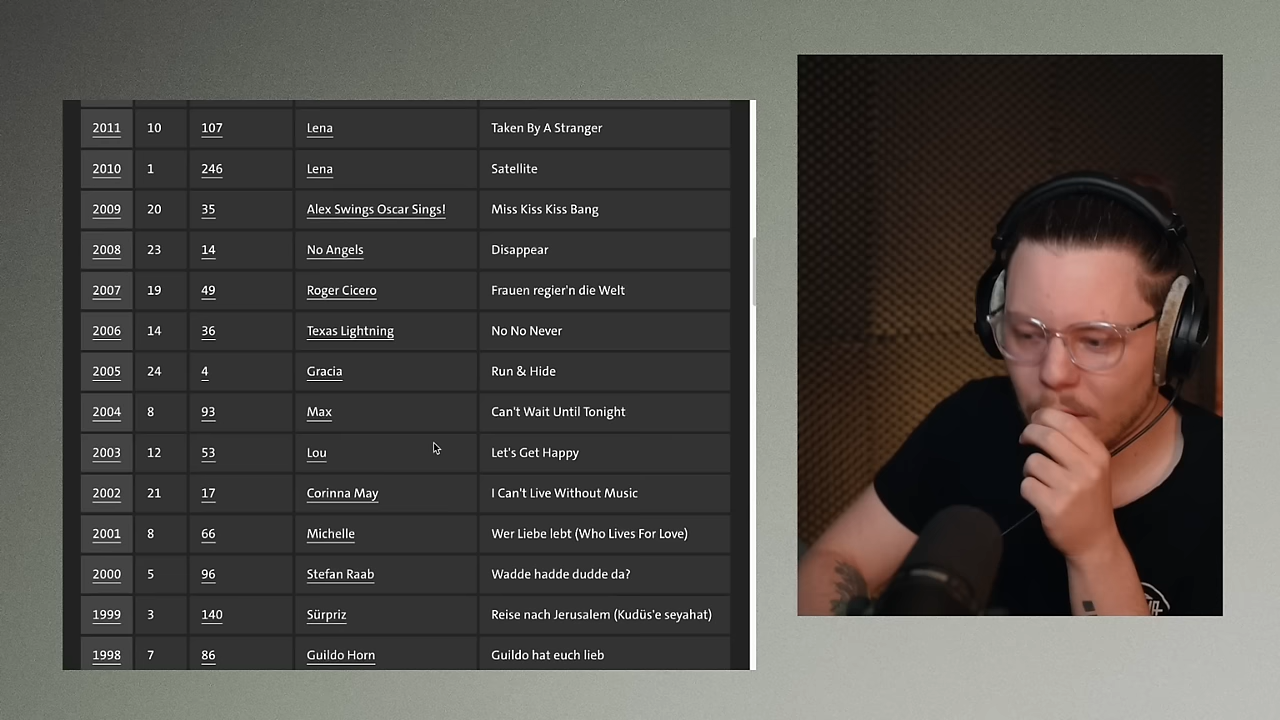 2011 10 107 Lena Taken By A Stranger
2010 1 246 Lena Satellite
2009 20 35 Alex Swings Oscar Sings! Miss Kiss Kiss Bang
2008 23 14 No Angels Disappear
2007 19 49 Roger Cicero Frauen regier'n die Welt
2006 14 36 Texas Lightning No No Never
2005 24 4 Gracia Run & Hide
2004 8 93 Max Can't Wait Until Tonight
2003 12 53 Lou Let's Get Happy
2002 21 17 Corinna May I Can't Live Without Music
2001 8 66 Michelle Wer Liebe lebt (Who Lives For Love)
2000 5 96 Stefan Raab Wadde hadde dudde da?
1999 3 140 Sürpriz Reise nach Jerusalem (Kudüs'e seyahat)
1998 7 86 Guildo Horn Guildo hat euch lieb